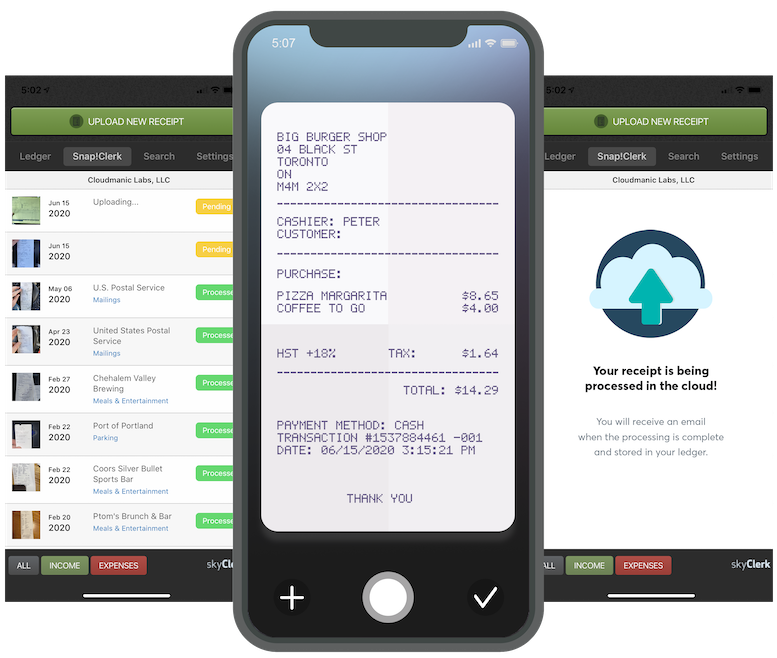 5:02
UPLOAD NEW RECEIPT
Ledger
Snap!Clerk
Search
Settings
Cloudmanic Labs, LLC
Jun 15
2020
Uploading...
Pending
Jun 15
2020
Pending
May 06
2020
U.S. Postal Service
Mailings
Processe
Apr 23
2020
United States Postal
Service
Mailings
Processe
Feb 27
2020
Chehalem Valley
Brewing
Meals & Entertainment
Processe
Feb 22
2020
Port of Portland
Parking
Processe
Feb 22
2020
Coors Silver Bullet
Sports Bar
Meals & Entertainment
Processe
Feb 20
2020
Ptom's Brunch & Bar
Meals & Entertainment
Processe
ALL
INCOME
EXPENSES
skyCler
5:07
BIG BURGER SHOP
04 BLACK ST
TORONTO
ON
M4M 2X2
CASHIER: PETER
CUSTOMER:
PURCHASE:
PIZZA MARGARITA $8.65
COFFEE TO GO $4.00
HST +18% TAX: $1.64
TOTAL: $14.29
PAYMENT METHOD: CASH
TRANSACTION #1537884461 -001
DATE: 06/15/2020 3:15:21 PM
THANK YOU
5:02
UPLOAD NEW RECEIPT
Ledger
Snap!Clerk
Search
Settings
Cloudmanic Labs, LLC
Your receipt is being
processed in the cloud!
You will receive an email
when the processing is complete
and stored in your ledger.
ALL
INCOME
EXPENSES
skyClerk